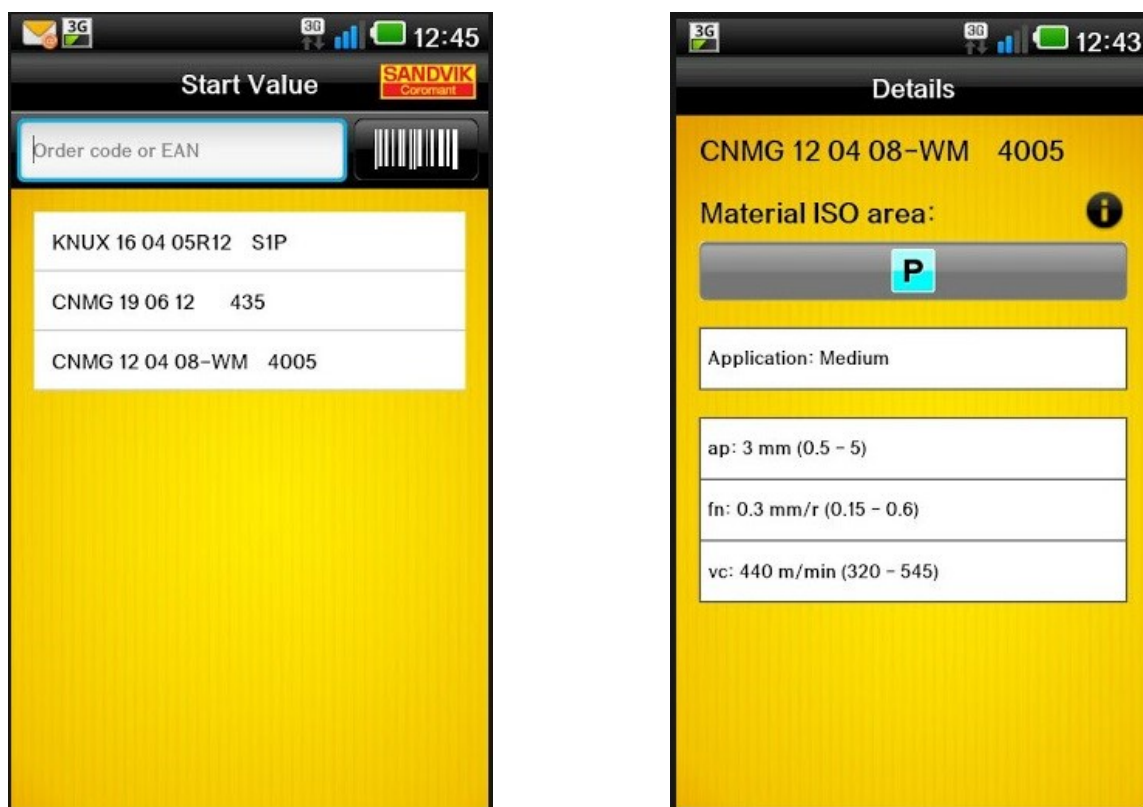 3G
3G
12:45
Start Value
SANDVIK
Coromant
Order code or EAN
KNUX 16 04 05R12 S1P
CNMG 19 06 12 435
CNMG 12 04 08-WM 4005
3G
3G
12:43
Details
CNMG 12 04 08-WM 4005
Material ISO area:
i
P
Application: Medium
ap: 3 mm (0.5 - 5)
fn: 0.3 mm/r (0.15 - 0.6)
vc: 440 m/min (320 - 545)